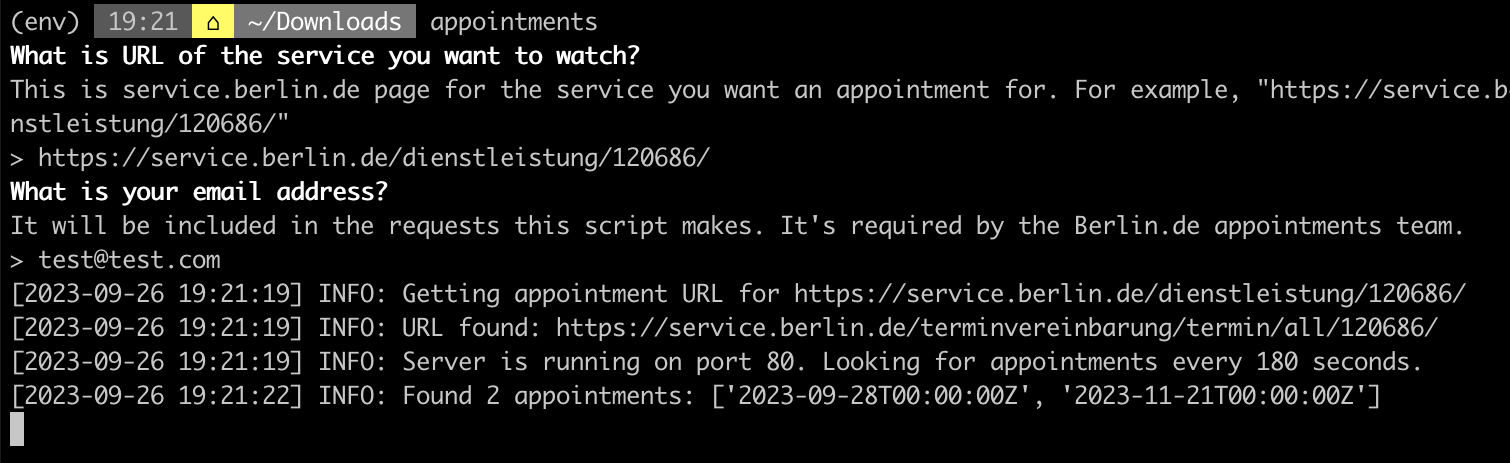 (env) 19:21 ⌂ ~/Downloads appointments
What is URL of the service you want to watch?
This is service.berlin.de page for the service you want an appointment for. For example, "https://service.b
nstleistung/120686/"
> https://service.berlin.de/dienstleistung/120686/
What is your email address?
It will be included in the requests this script makes. It's required by the Berlin.de appointments team.
> test@test.com
[2023-09-26 19:21:19] INFO: Getting appointment URL for https://service.berlin.de/dienstleistung/120686/
[2023-09-26 19:21:19] INFO: URL found: https://service.berlin.de/terminvereinbarung/termin/all/120686/
[2023-09-26 19:21:19] INFO: Server is running on port 80. Looking for appointments every 180 seconds.
[2023-09-26 19:21:22] INFO: Found 2 appointments: ['2023-09-28T00:00:00Z', '2023-11-21T00:00:00Z']